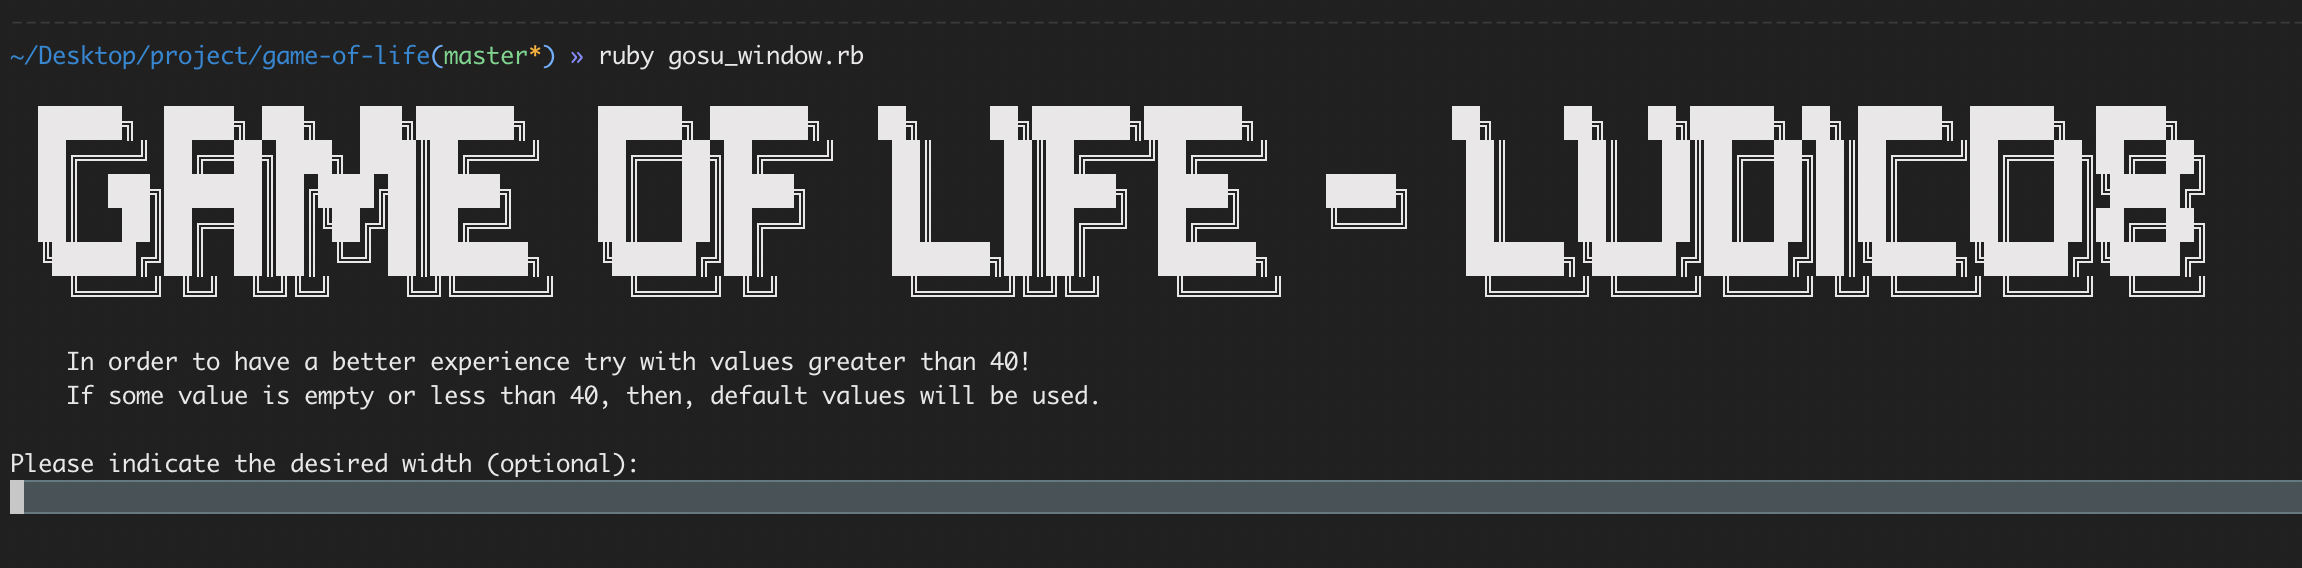 ~/Desktop/project/game-of-life(master*) » ruby gosu_window.rb
GAME OF LIFE - LUDICO8
In order to have a better experience try with values greater than 40!
If some value is empty or less than 40, then, default values will be used.
Please indicate the desired width (optional):